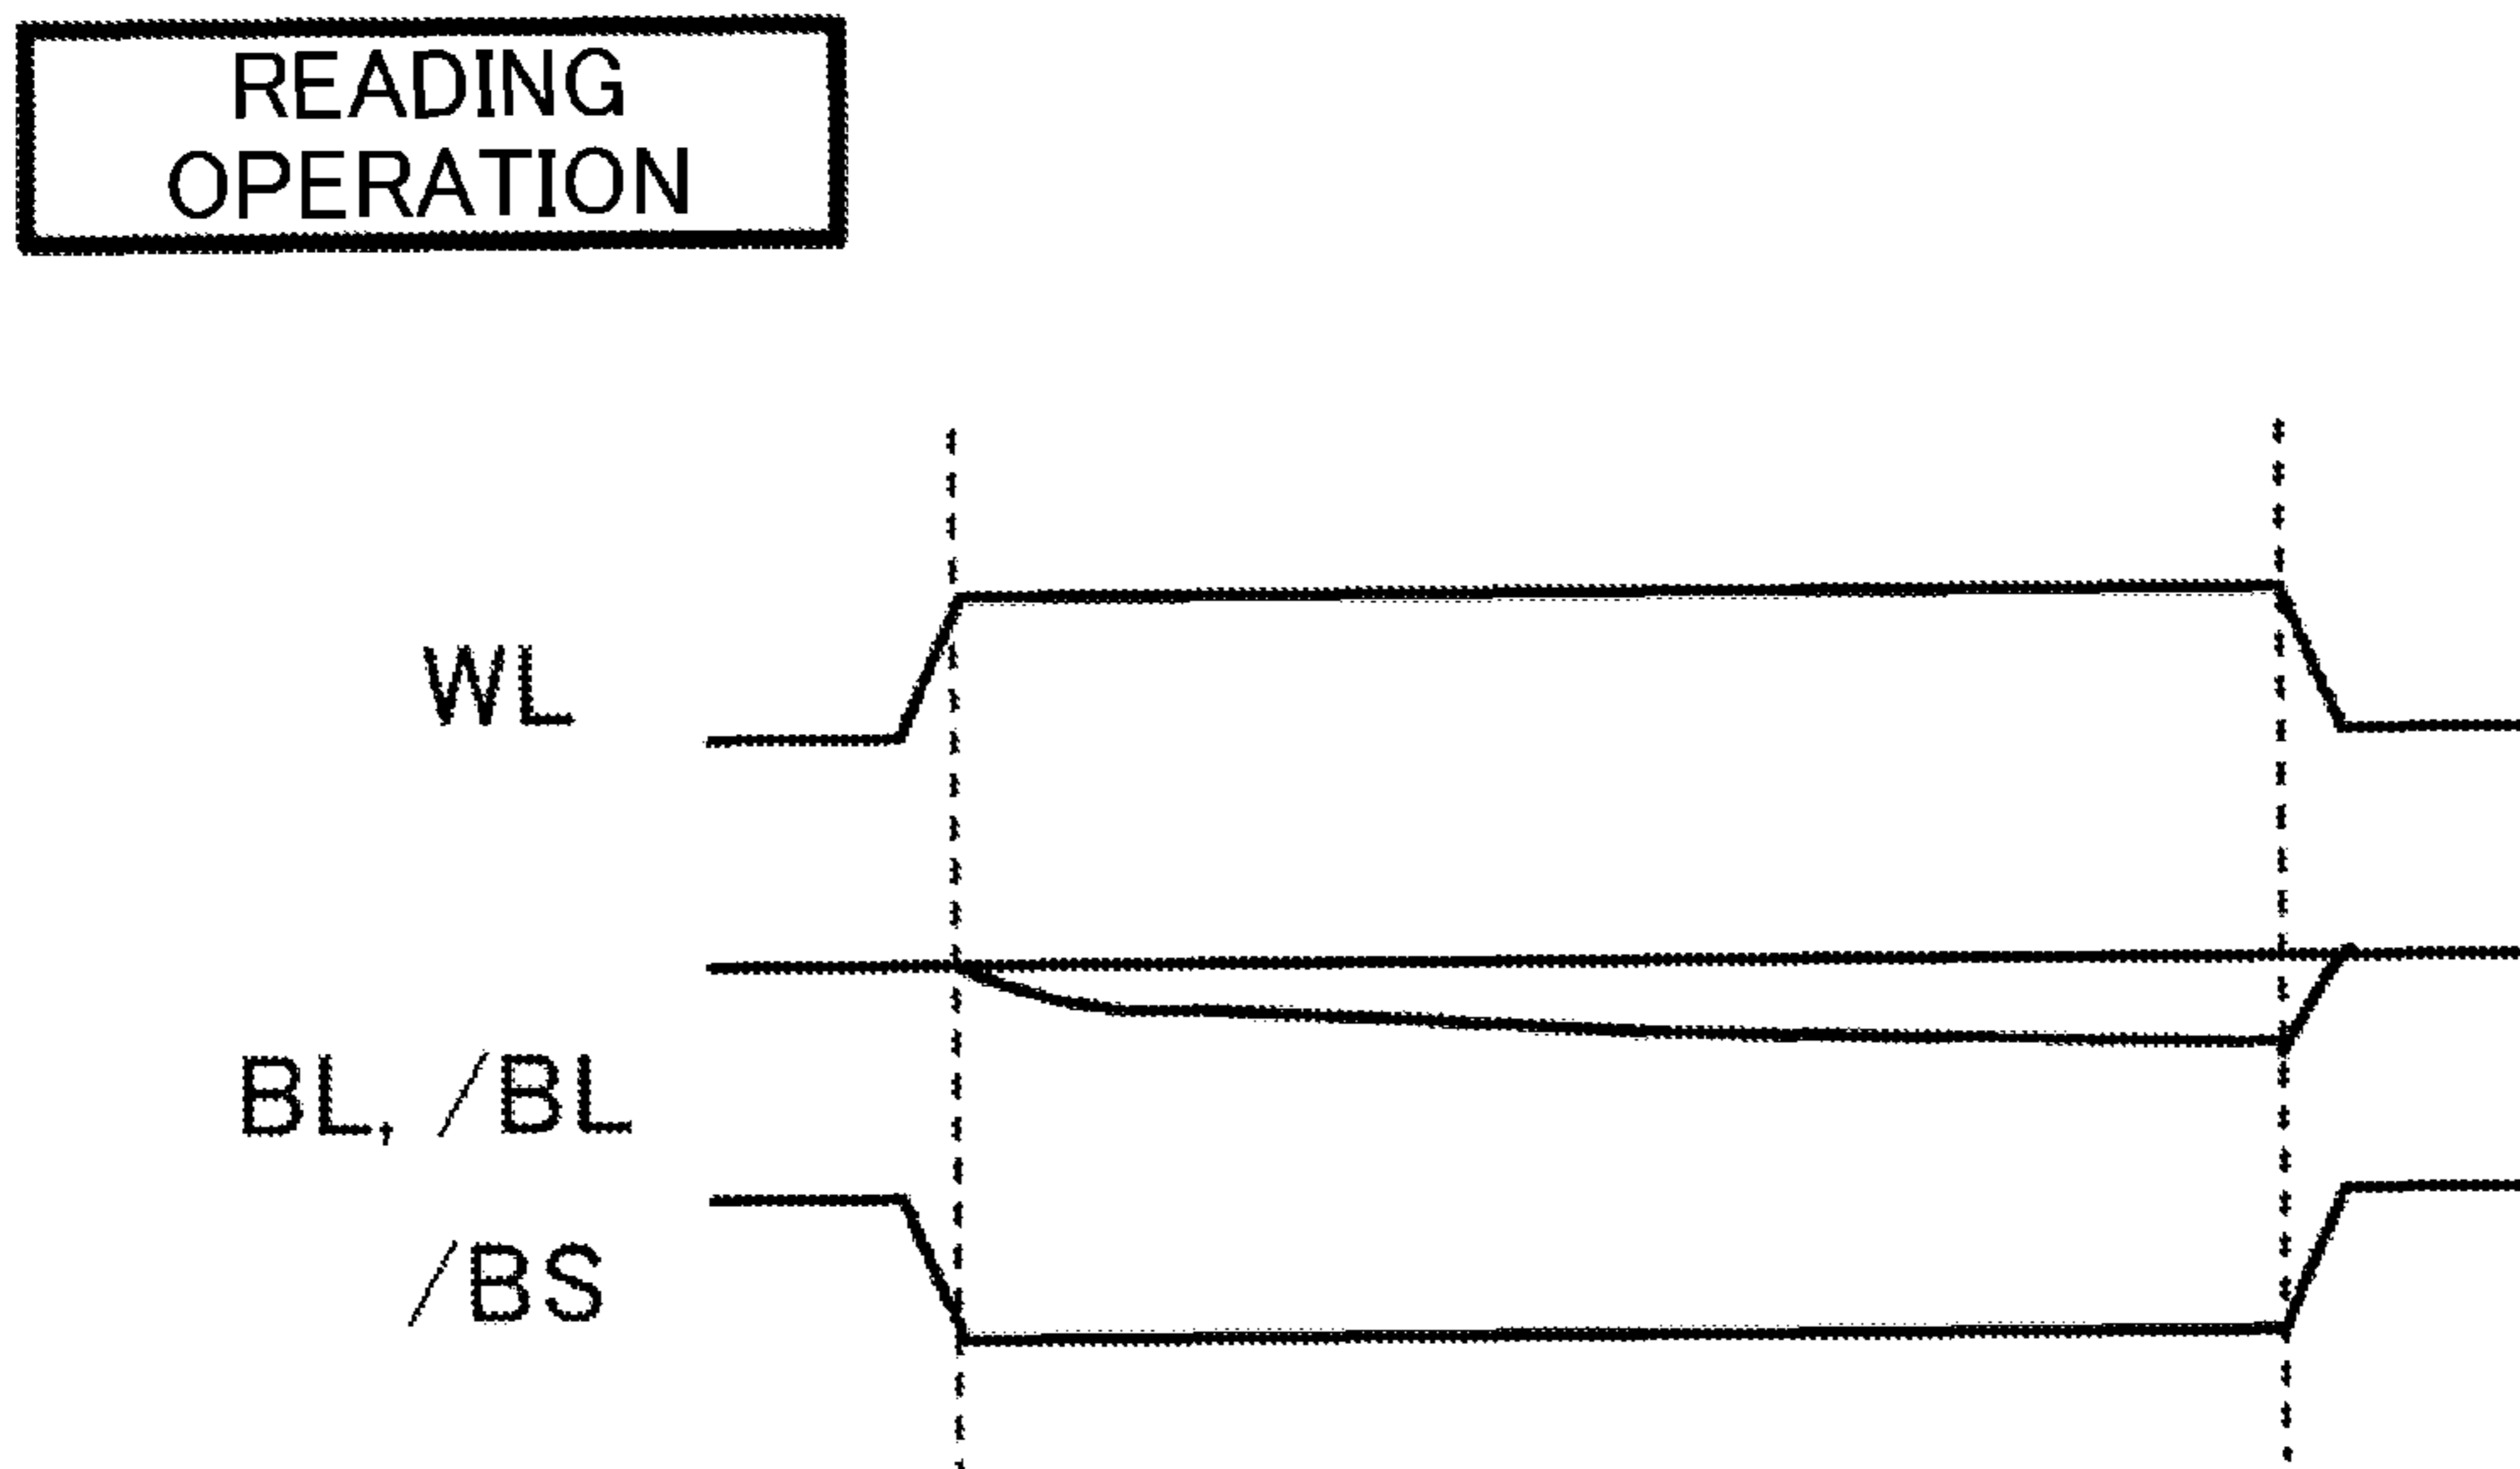 READING
OPERATION
WL
BL, /BL
/BS